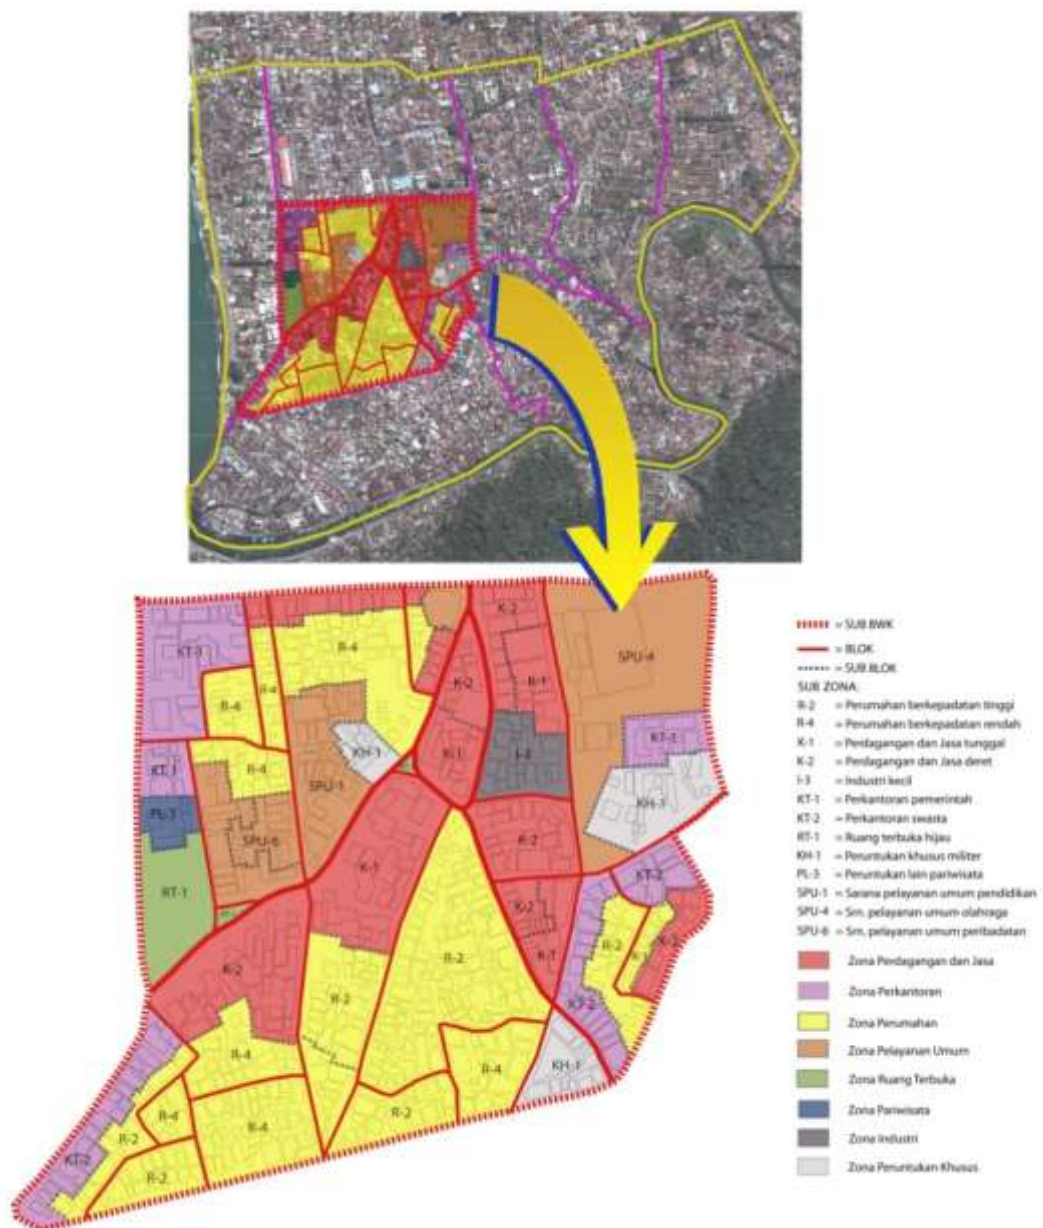 K-2
SPU-4
KT-1
R-4
R-4
R-4
K-2
K-1
K-1
I-3
KT-1
KH-1
KT-1
R-4
SPU-1
KH-1
PL-3
SPU-6
K-2
RT-1
K-1
K-2
KT-2
K-2
K-1
R-2
K-2
R-2
K-2
R-2
KT-2
R-4
R-4
KH-1
R-4
R-2
R-4
R-2
KT-2
R-2
= SUB BWK
= BLOK
= SUB BLOK
SUB ZONA:
R-2 = Perumahan berkepadatan tinggi
R-4 = Perumahan berkepadatan rendah
K-1 = Perdagangan dan Jasa tunggal
K-2 = Perdagangan dan Jasa deret
I-3 = Industri kecil
KT-1 = Perkantoran pemerintah
KT-2 = Perkantoran swasta
RT-1 = Ruang terbuka hijau
KH-1 = Peruntukan khusus militer
PL-3 = Peruntukan lain pariwisata
SPU-1 = Sarana pelayanan umum pendidikan
SPU-4 = Srn. pelayanan umum olahraga
SPU-6 = Srn. pelayanan umum peribadatan
Zona Perdagangan dan Jasa
Zona Perkantoran
Zona Perumahan
Zona Pelayanan Umum
Zona Ruang Terbuka
Zona Pariwisata
Zona Industri
Zona Peruntukan Khusus